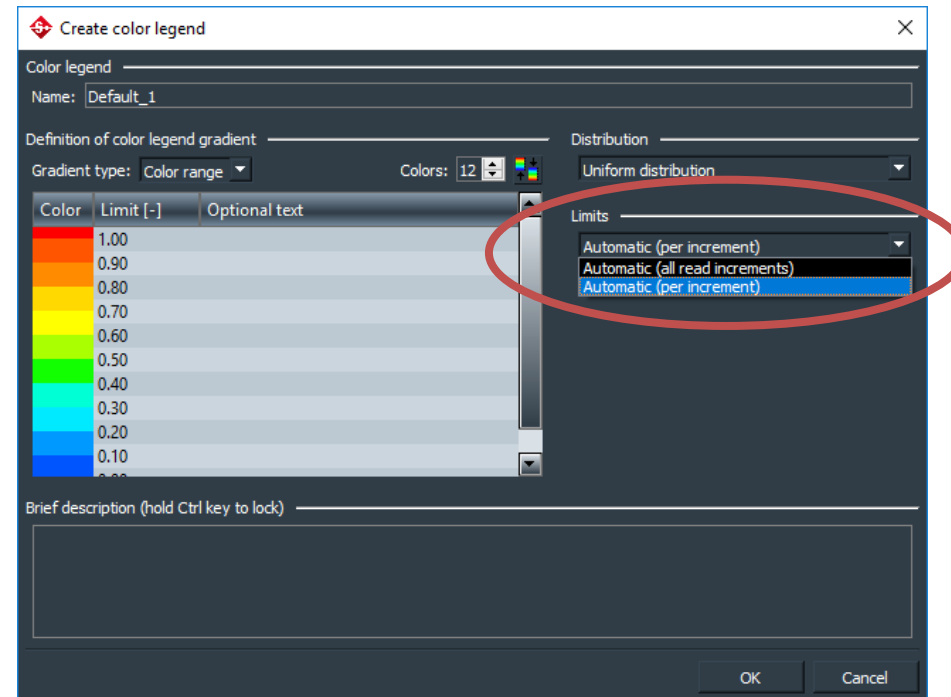 Create color legend
Color legend
Name: Default_1
Definition of color legend gradient
Gradient type: Color range
Colors: 12
Color Limit [-] Optional text
1.00
0.90
0.80
0.70
0.60
0.50
0.40
0.30
0.20
0.10
Distribution
Uniform distribution
Limits
Automatic (per increment)
Automatic (all read increments)
Automatic (per increment)
Brief description (hold Ctrl key to lock)
OK Cancel